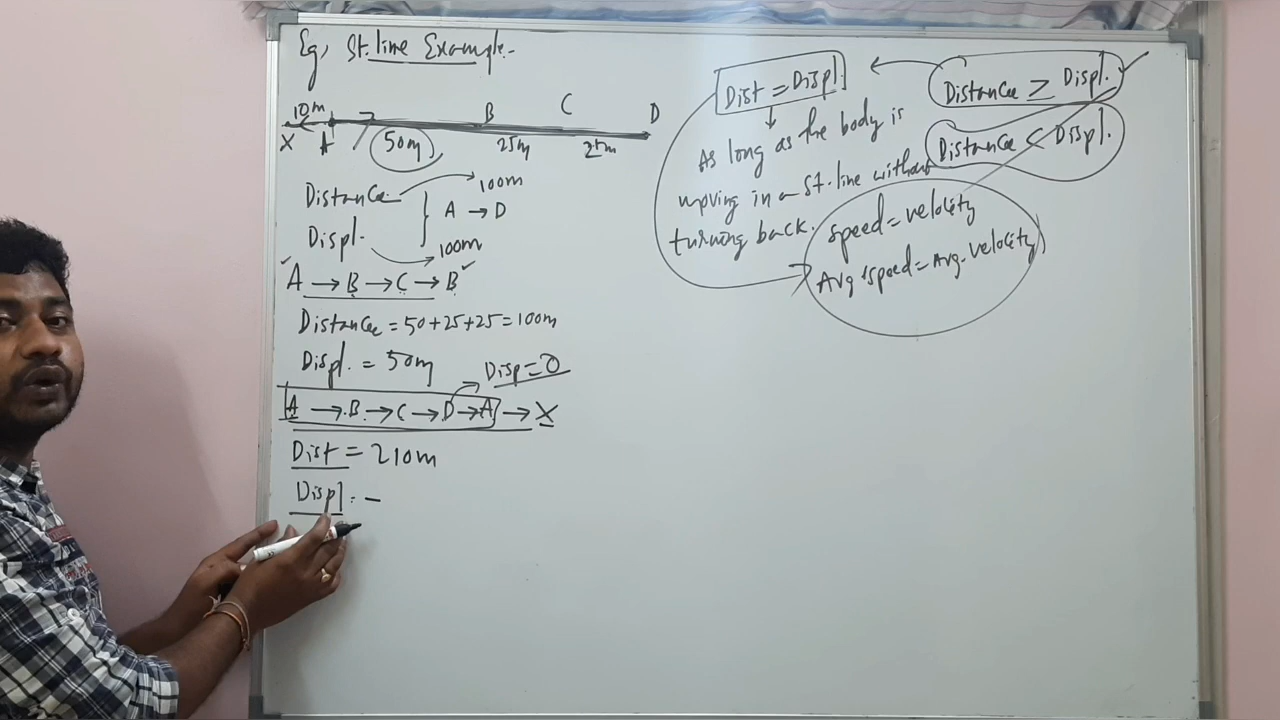 Eg, St.line Example.
10m B C D
X A 50m 25m 25m
Distance 100m
A → D
Displ. 100m
A → B → C → B
Distance = 50+25+25=100m
Displ. = 50m Disp=0
A → B → C → D → A → X
Dist = 210m
Displ. = -
Dist = Displ. Distance ≥ Displ.
Distance < Displ.
As long as the body is
moving in a st.line without
turning back.
speed = velocity
Avg speed = Avg. velocity